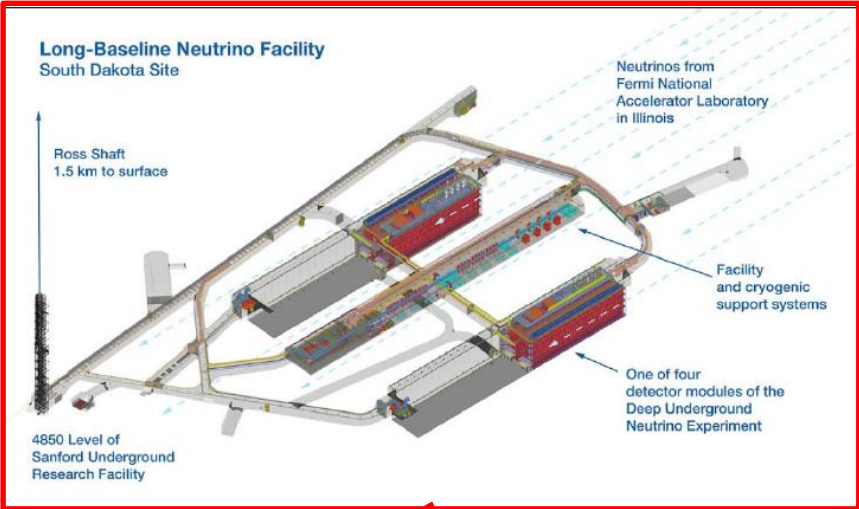 Long-Baseline Neutrino Facility
South Dakota Site
Neutrinos from
Fermi National
Accelerator Laboratory
in Illinois
Ross Shaft
1.5 km to surface
Facility
and cryogenic
support systems
One of four
detector modules of the
Deep Underground
Neutrino Experiment
4850 Level of
Sanford Underground
Research Facility